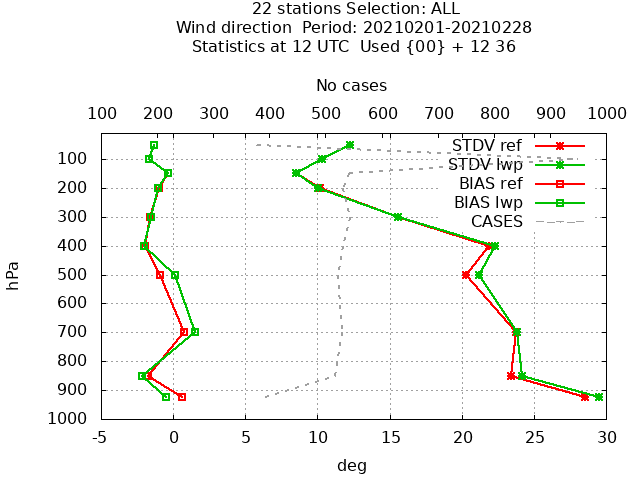 22 stations Selection: ALL
Wind direction  Period: 20210201-20210228
Statistics at 12 UTC  Used {00} + 12 36
No cases
100 200 300 400 500 600 700 800 900 1000
STDV ref
STDV lwp
BIAS ref
BIAS lwp
CASES
hPa
100
200
300
400
500
600
700
800
900
1000
-5 0 5 10 15 20 25 30
deg